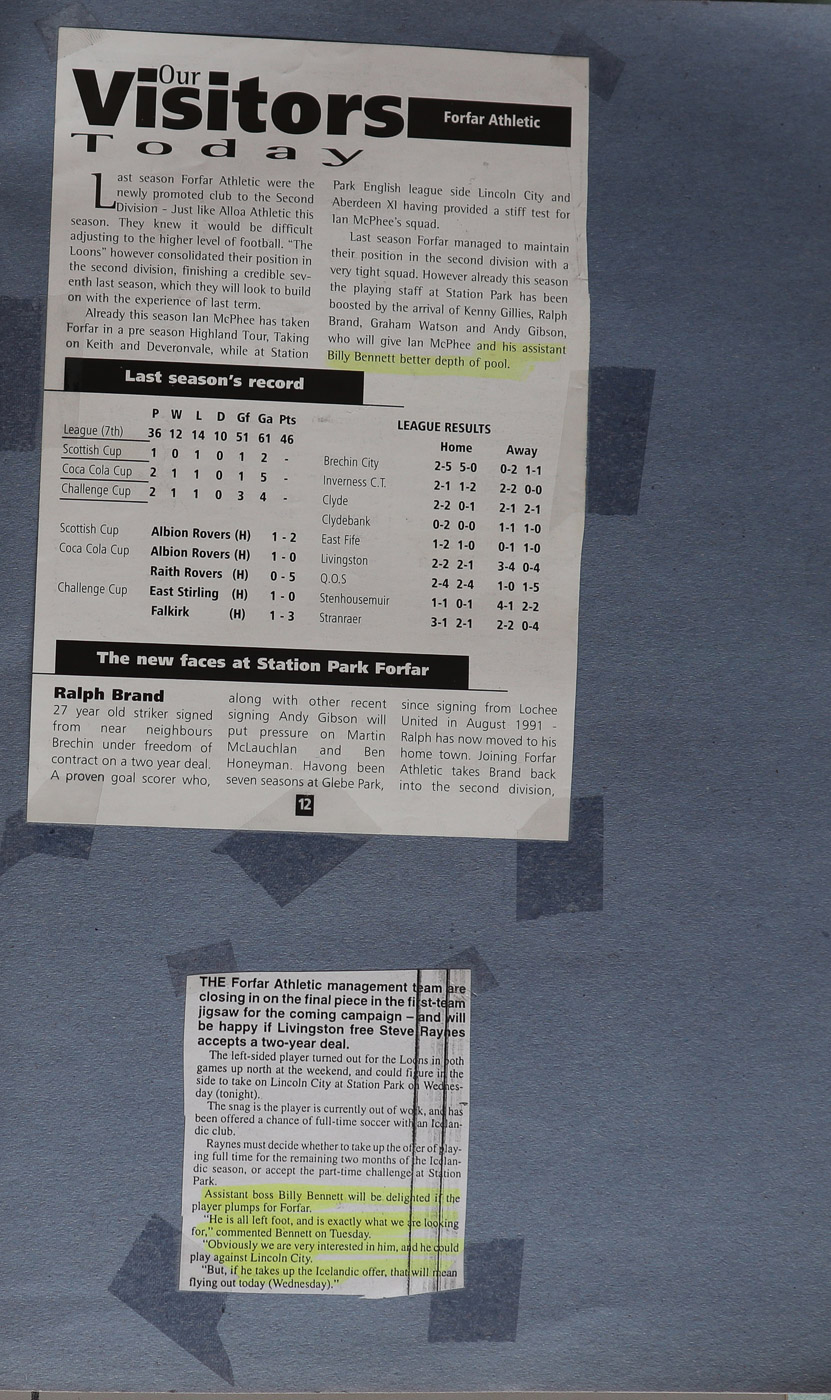 Our
Visitors
Today
Forfar Athletic
Last season Forfar Athletic were the
newly promoted club to the Second
Division - Just like Alloa Athletic this
season. They knew it would be difficult
adjusting to the higher level of football. “The
Loons” however consolidated their position in
the second division, finishing a credible sev-
enth last season, which they will look to build
on with the experience of last term.
Already this season Ian McPhee has taken
Forfar in a pre season Highland Tour, Taking
on Keith and Deveronvale, while at Station
Park English league side Lincoln City and
Aberdeen XI having provided a stiff test for
Ian McPhee's squad.
Last season Forfar managed to maintain
their position in the second division with a
very tight squad. However already this season
the playing staff at Station Park has been
boosted by the arrival of Kenny Gillies, Ralph
Brand, Graham Watson and Andy Gibson,
who will give Ian McPhee and his assistant
Billy Bennett better depth of pool.
Last season's record
P W L D Gf Ga Pts
League (7th) 36 12 14 10 51 61 46
Scottish Cup 1 0 1 0 1 2 -
Coca Cola Cup 2 1 1 0 1 5 -
Challenge Cup 2 1 1 0 3 4 -
Scottish Cup Albion Rovers (H) 1 - 2
Coca Cola Cup Albion Rovers (H) 1 - 0
Raith Rovers (H) 0 - 5
Challenge Cup East Stirling (H) 1 - 0
Falkirk (H) 1 - 3
LEAGUE RESULTS
Home Away
Brechin City 2-5 5-0 0-2 1-1
Inverness C.T. 2-1 1-2 2-2 0-0
Clyde 2-2 0-1 2-1 2-1
Clydebank 0-2 0-0 1-1 1-0
East Fife 1-2 1-0 0-1 1-0
Livingston 2-2 2-1 3-4 0-4
Q.O.S 2-4 2-4 1-0 1-5
Stenhousemuir 1-1 0-1 4-1 2-2
Stranraer 3-1 2-1 2-2 0-4
The new faces at Station Park Forfar
Ralph Brand
27 year old striker signed
from near neighbours
Brechin under freedom of
contract on a two year deal.
A proven goal scorer who,
along with other recent
signing Andy Gibson will
put pressure on Martin
McLauchlan and Ben
Honeyman. Havong been
seven seasons at Glebe Park,
since signing from Lochee
United in August 1991 -
Ralph has now moved to his
home town. Joining Forfar
Athletic takes Brand back
into the second division,
12
THE Forfar Athletic management team are
closing in on the final piece in the first-team
jigsaw for the coming campaign – and will
be happy if Livingston free Steve Raynes
accepts a two-year deal.
The left-sided player turned out for the Loons in both
games up north at the weekend, and could figure in the
side to take on Lincoln City at Station Park on Wednes-
day (tonight).
The snag is the player is currently out of work, and has
been offered a chance of full-time soccer with an Icelan-
dic club.
Raynes must decide whether to take up the offer of play-
ing full time for the remaining two months of the Icelan-
dic season, or accept the part-time challenge at Station
Park.
Assistant boss Billy Bennett will be delighted if the
player plumps for Forfar.
“He is all left foot, and is exactly what we are looking
for,” commented Bennett on Tuesday.
“Obviously we are very interested in him, and he could
play against Lincoln City.
“But, if he takes up the Icelandic offer, that will mean
flying out today (Wednesday).”